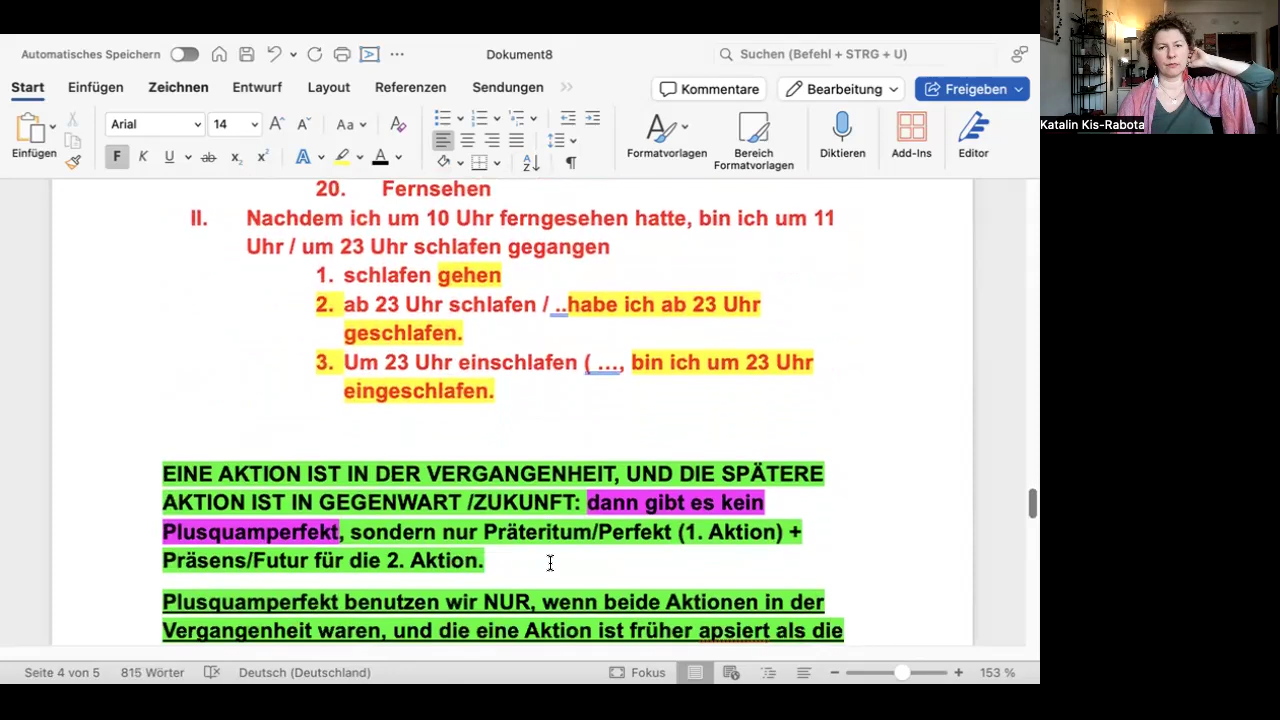 Automatisches Speichern
Dokument8
Suchen (Befehl + STRG + U)
Start Einfügen Zeichnen Entwurf Layout Referenzen Sendungen
Kommentare Bearbeitung Freigeben
Einfügen
Arial 14
F K U ab x₂ x²
Formatvorlagen
Bereich Formatvorlagen
Diktieren
Add-Ins
Editor
Katalin Kis-Rabota
20. Fernsehen
II. Nachdem ich um 10 Uhr ferngesehen hatte, bin ich um 11
Uhr / um 23 Uhr schlafen gegangen
1. schlafen gehen
2. ab 23 Uhr schlafen / ..habe ich ab 23 Uhr
geschlafen.
3. Um 23 Uhr einschlafen ( …, bin ich um 23 Uhr
eingeschlafen.
EINE AKTION IST IN DER VERGANGENHEIT, UND DIE SPÄTERE
AKTION IST IN GEGENWART /ZUKUNFT: dann gibt es kein
Plusquamperfekt, sondern nur Präteritum/Perfekt (1. Aktion) +
Präsens/Futur für die 2. Aktion.
Plusquamperfekt benutzen wir NUR, wenn beide Aktionen in der
Vergangenheit waren, und die eine Aktion ist früher apsiert als die
Seite 4 von 5 815 Wörter Deutsch (Deutschland) Fokus 153 %